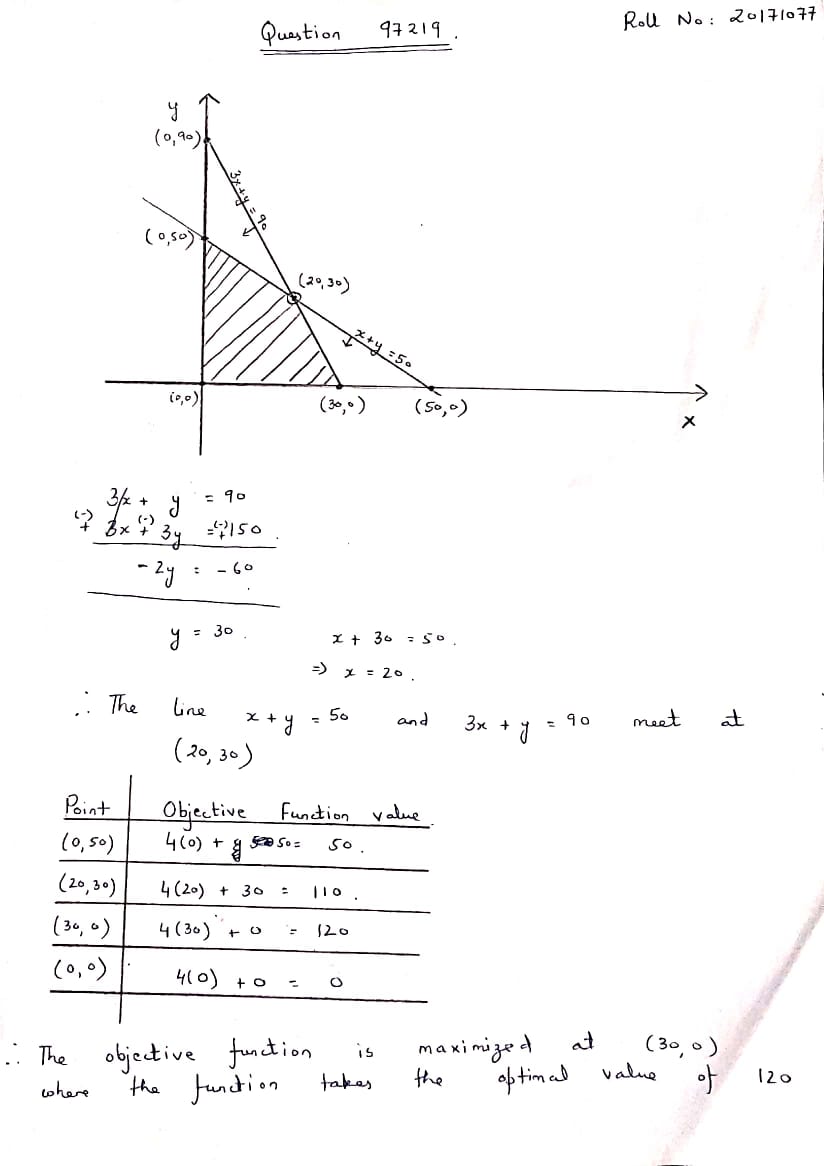 Question 97219.
Roll No: 20171077
y
(0,90)
3x+y = 90
(0,50)
(20,30)
x+y = 50
(0,0)
(30,0)
(50,0)
x
3x + y = 90
(-) + 3x (-) + 3y = (-) + 150
-2y = -60
y = 30.
x + 30 = 50.
=> x = 20.
∴ The line x + y = 50 and 3x + y = 90 meet at
(20, 30)
Point Objective Function value.
(0,50) 4(0) + 50 = 50.
(20,30) 4(20) + 30 = 110.
(30,0) 4(30) + 0 = 120
(0,0) 4(0) + 0 = 0
∴ The objective function is maximized at (30,0)
where the function takes the optimal value of 120